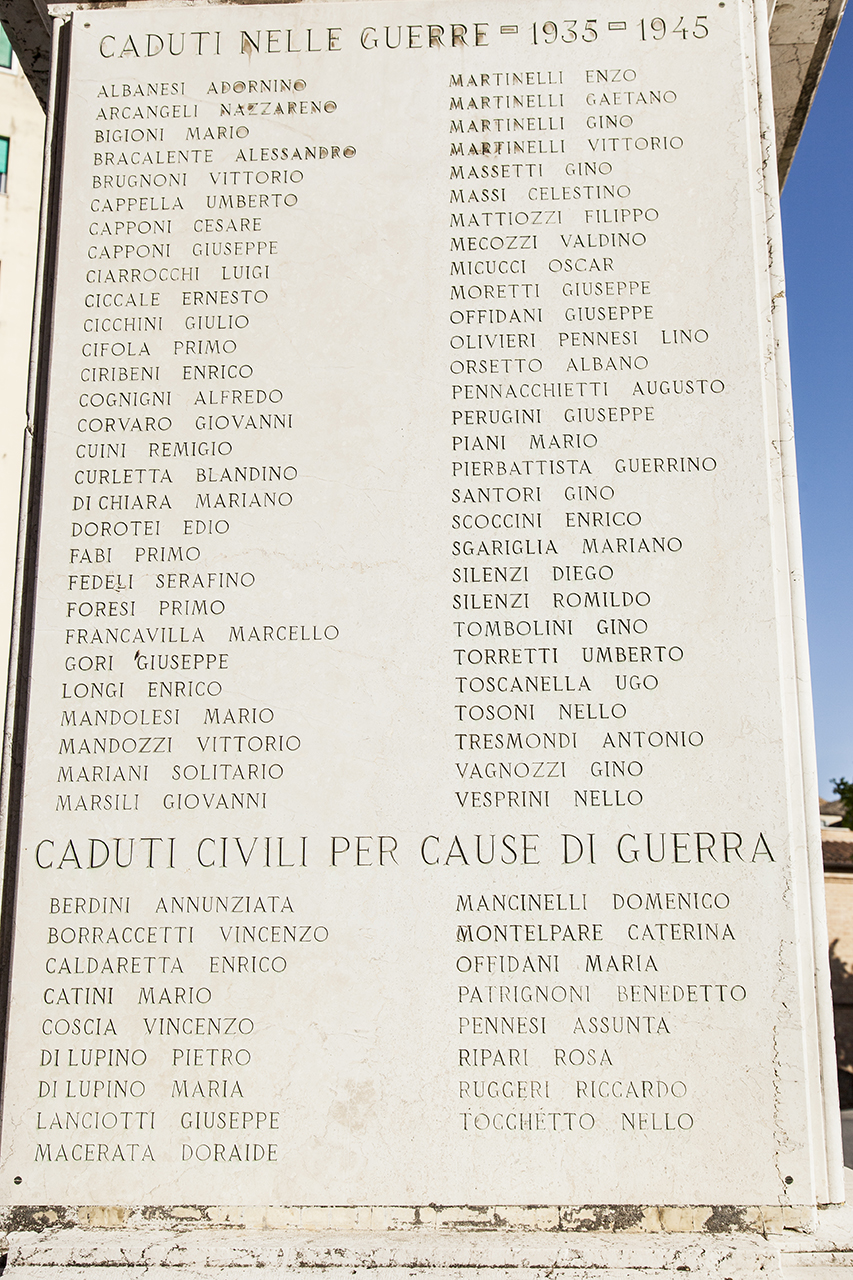 CADUTI NELLE GUERRE = 1935 = 1945
ALBANESI ADORNINO
ARCANGELI NAZZARENO
BIGIONI MARIO
BRACALENTE ALESSANDRO
BRUGNONI VITTORIO
CAPPELLA UMBERTO
CAPPONI CESARE
CAPPONI GIUSEPPE
CIARROCCHI LUIGI
CICCALE ERNESTO
CICCHINI GIULIO
CIFOLA PRIMO
CIRIBENI ENRICO
COGNIGNI ALFREDO
CORVARO GIOVANNI
CUINI REMIGIO
CURLETTA BLANDINO
DI CHIARA MARIANO
DOROTEI EDIO
FABI PRIMO
FEDELI SERAFINO
FORESI PRIMO
FRANCAVILLA MARCELLO
GORI GIUSEPPE
LONGI ENRICO
MANDOLESI MARIO
MANDOZZI VITTORIO
MARIANI SOLITARIO
MARSILI GIOVANNI
MARTINELLI ENZO
MARTINELLI GAETANO
MARTINELLI GINO
MARTINELLI VITTORIO
MASSETTI GINO
MASSI CELESTINO
MATTIOZZI FILIPPO
MECOZZI VALDINO
MICUCCI OSCAR
MORETTI GIUSEPPE
OFFIDANI GIUSEPPE
OLIVIERI PENNESI LINO
ORSETTO ALBANO
PENNACCHIETTI AUGUSTO
PERUGINI GIUSEPPE
PIANI MARIO
PIERBATTISTA GUERRINO
SANTORI GINO
SCOCCINI ENRICO
SGARIGLIA MARIANO
SILENZI DIEGO
SILENZI ROMILDO
TOMBOLINI GINO
TORRETTI UMBERTO
TOSCANELLA UGO
TOSONI NELLO
TRESMONDI ANTONIO
VAGNOZZI GINO
VESPRINI NELLO
CADUTI CIVILI PER CAUSE DI GUERRA
BERDINI ANNUNZIATA
BORRACCETTI VINCENZO
CALDARETTA ENRICO
CATINI MARIO
COSCIA VINCENZO
DI LUPINO PIETRO
DI LUPINO MARIA
LANCIOTTI GIUSEPPE
MACERATA DORAIDE
MANCINELLI DOMENICO
MONTELPARE CATERINA
OFFIDANI MARIA
PATRIGNONI BENEDETTO
PENNESI ASSUNTA
RIPARI ROSA
RUGGERI RICCARDO
TOCCHETTO NELLO